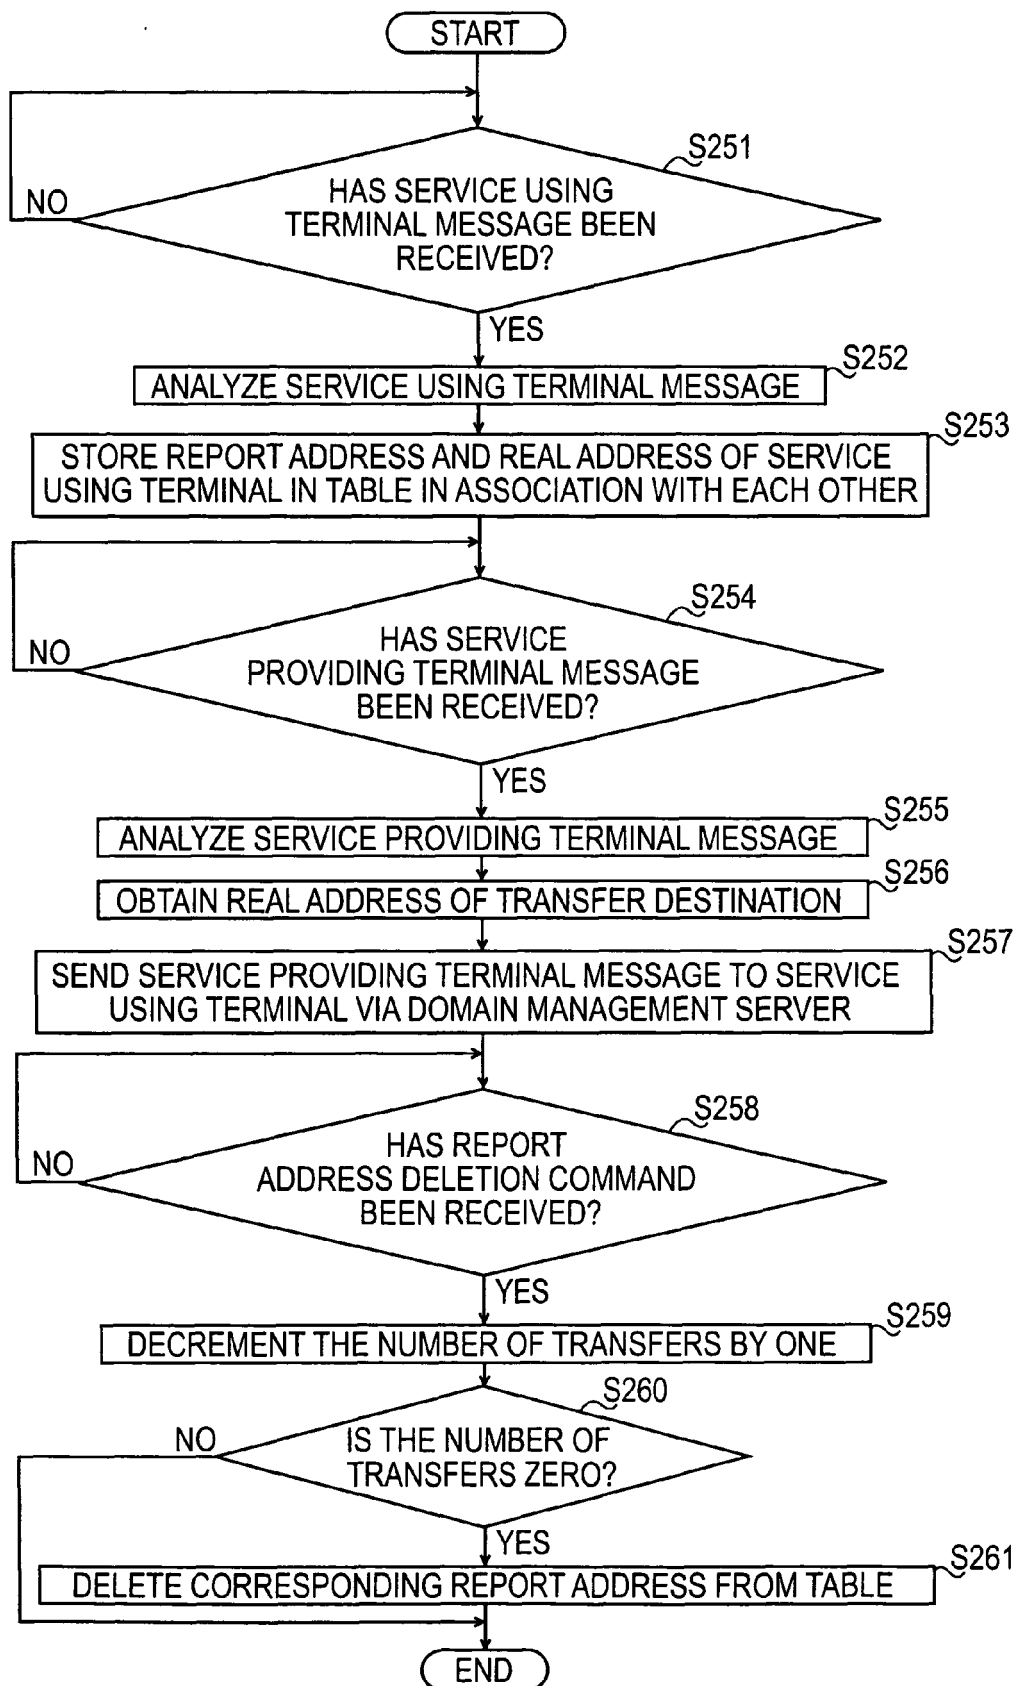 START
S251
HAS SERVICE USING
TERMINAL MESSAGE BEEN
RECEIVED?
NO
YES
S252
ANALYZE SERVICE USING TERMINAL MESSAGE
S253
STORE REPORT ADDRESS AND REAL ADDRESS OF SERVICE
USING TERMINAL IN TABLE IN ASSOCIATION WITH EACH OTHER
S254
HAS SERVICE
PROVIDING TERMINAL MESSAGE
BEEN RECEIVED?
NO
YES
S255
ANALYZE SERVICE PROVIDING TERMINAL MESSAGE
S256
OBTAIN REAL ADDRESS OF TRANSFER DESTINATION
S257
SEND SERVICE PROVIDING TERMINAL MESSAGE TO SERVICE
USING TERMINAL VIA DOMAIN MANAGEMENT SERVER
S258
HAS REPORT
ADDRESS DELETION COMMAND
BEEN RECEIVED?
NO
YES
S259
DECREMENT THE NUMBER OF TRANSFERS BY ONE
S260
NO
IS THE NUMBER OF
TRANSFERS ZERO?
YES
S261
DELETE CORRESPONDING REPORT ADDRESS FROM TABLE
END